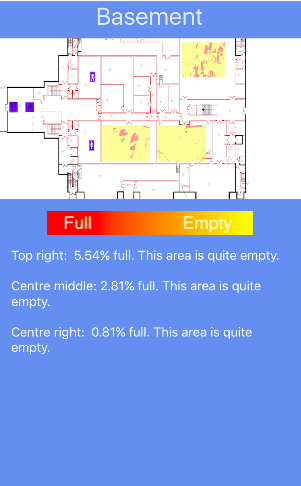 Basement
Full Empty
Top right: 5.54% full. This area is quite empty.
Centre middle: 2.81% full. This area is quite
empty.
Centre right: 0.81% full. This area is quite
empty.